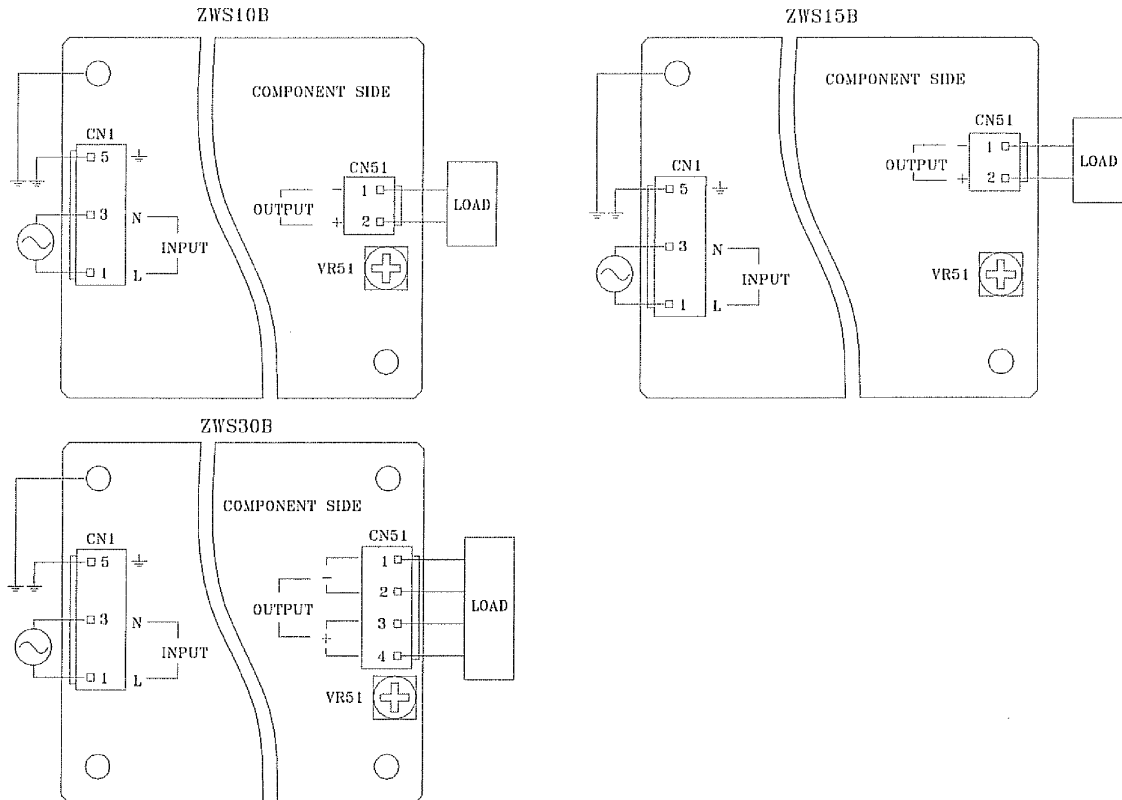 ZWS10B
COMPONENT SIDE
CN1
5
3 N
INPUT
1 L
CN51
- 1
OUTPUT
+ 2
LOAD
VR51
ZWS15B
COMPONENT SIDE
CN51
- 1
OUTPUT
+ 2
LOAD
CN1
5
3 N
INPUT
1 L
VR51
ZWS30B
COMPONENT SIDE
CN1
5
3 N
INPUT
1 L
CN51
1
-
2
OUTPUT
3
+
4
LOAD
VR51